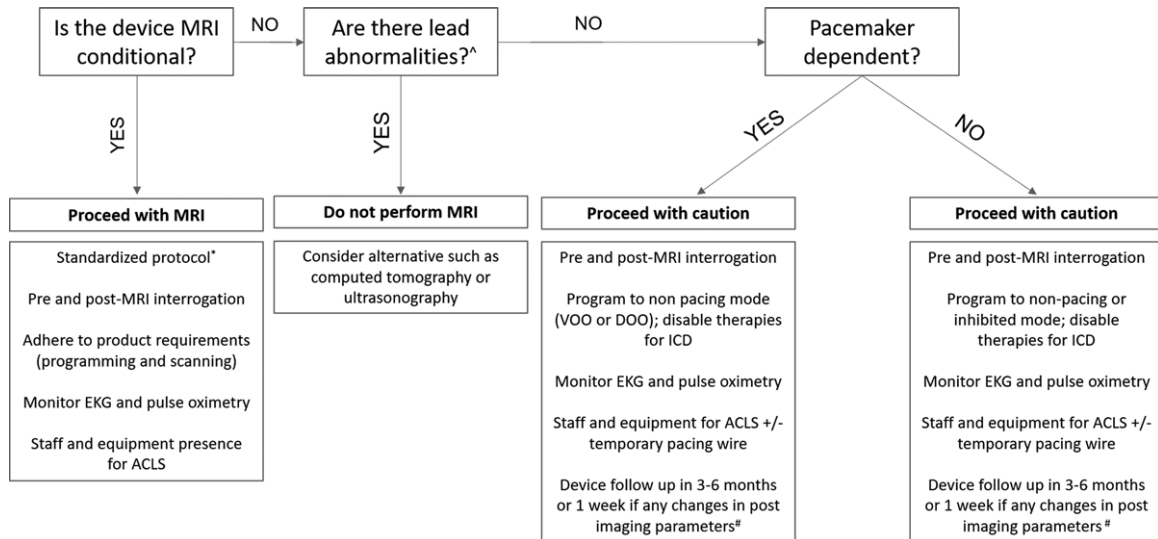 Is the device MRI
conditional?
NO
Are there lead
abnormalities?^
NO
Pacemaker
dependent?
YES
YES
YES
NO
Proceed with MRI
Standardized protocol*
Pre and post-MRI interrogation
Adhere to product requirements
(programming and scanning)
Monitor EKG and pulse oximetry
Staff and equipment presence
for ACLS
Do not perform MRI
Consider alternative such as
computed tomography or
ultrasonography
Proceed with caution
Pre and post-MRI interrogation
Program to non pacing mode
(VOO or DOO); disable therapies
for ICD
Monitor EKG and pulse oximetry
Staff and equipment for ACLS +/-
temporary pacing wire
Device follow up in 3-6 months
or 1 week if any changes in post
imaging parameters#
Proceed with caution
Pre and post-MRI interrogation
Program to non-pacing or
inhibited mode; disable
therapies for ICD
Monitor EKG and pulse oximetry
Staff and equipment for ACLS +/-
temporary pacing wire
Device follow up in 3-6 months
or 1 week if any changes in post
imaging parameters #